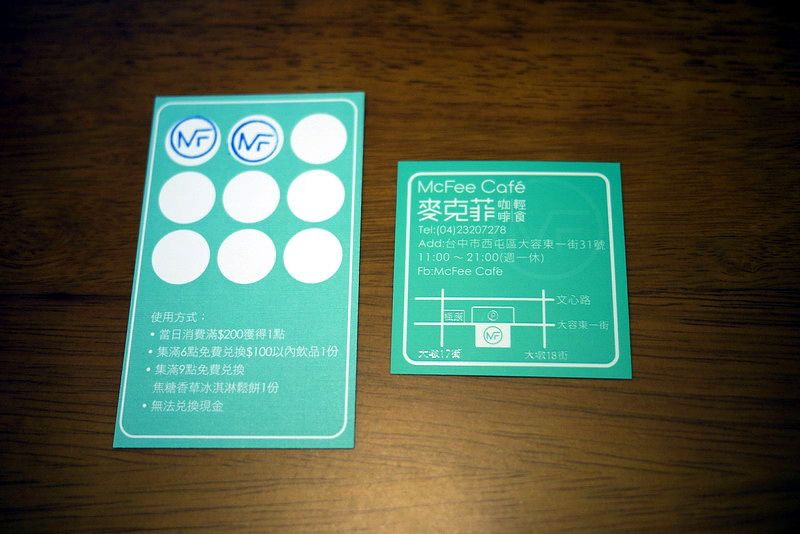 MF MF
使用方式：
• 當日消費滿$200獲得1點
• 集滿6點免費兌換$100以內飲品1份
• 集滿9點免費兌換
焦糖香草冰淇淋鬆餅1份
• 無法兌換現金
McFee Café
麥克菲 咖啡 輕食
Tel:(04)23207278
Add:台中市西屯區大容東一街31號
11:00 ~ 21:00(週一休)
Fb:McFee Café
文心路
大容東一街
MF
大墩17街 大墩18街